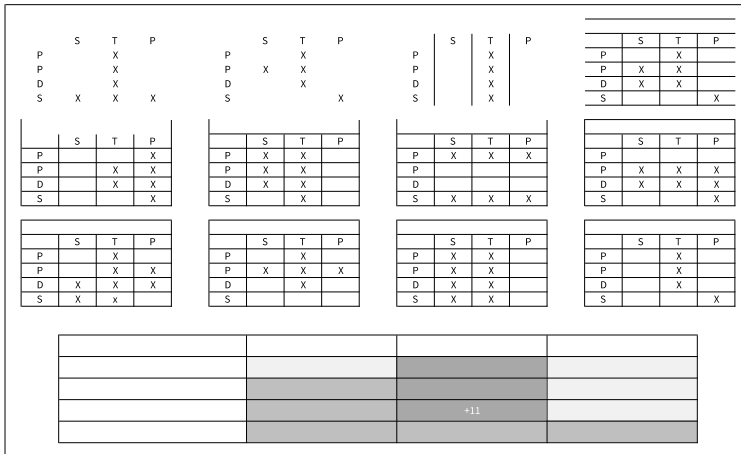 S T P S T P S T P S T P
P X P X P X P X
P X P X X P X P X X
D X D X D X D X X
S X X X S X S X S X
S T P S T P S T P S T P
P X P X X P X X X P
P X X P X X P P X X X
D X X D X X D D X X X
S X S X S X X X S X
S T P S T P S T P S T P
P X P X P X X P X
P X X P X X X P X X P X
D X X X D X D X X D X
S X x S S X X S X
+11